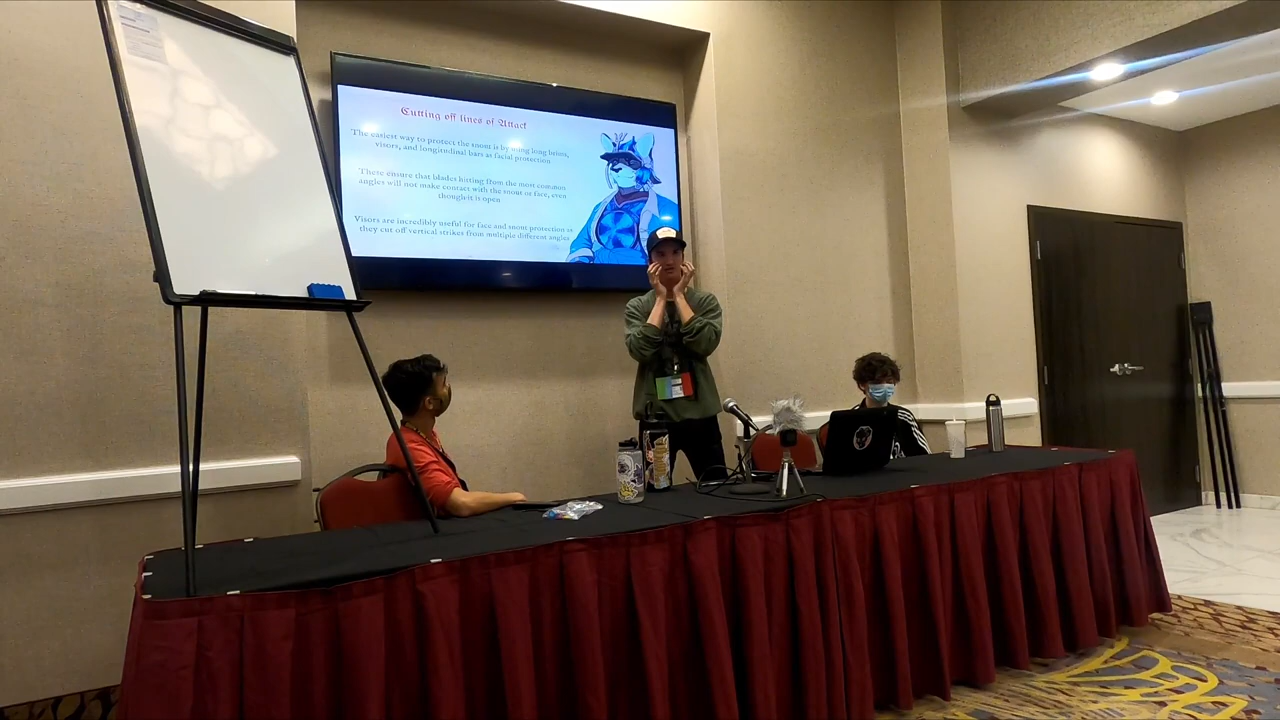 Cutting off lines of Attack
The easiest way to protect the snout is by using long brims,
visors, and longitudinal bars as facial protection
These ensure that blades hitting from the most common
angles will not make contact with the snout or face, even
though it is open
Visors are incredibly useful for face and snout protection as
they cut off vertical strikes from multiple different angles